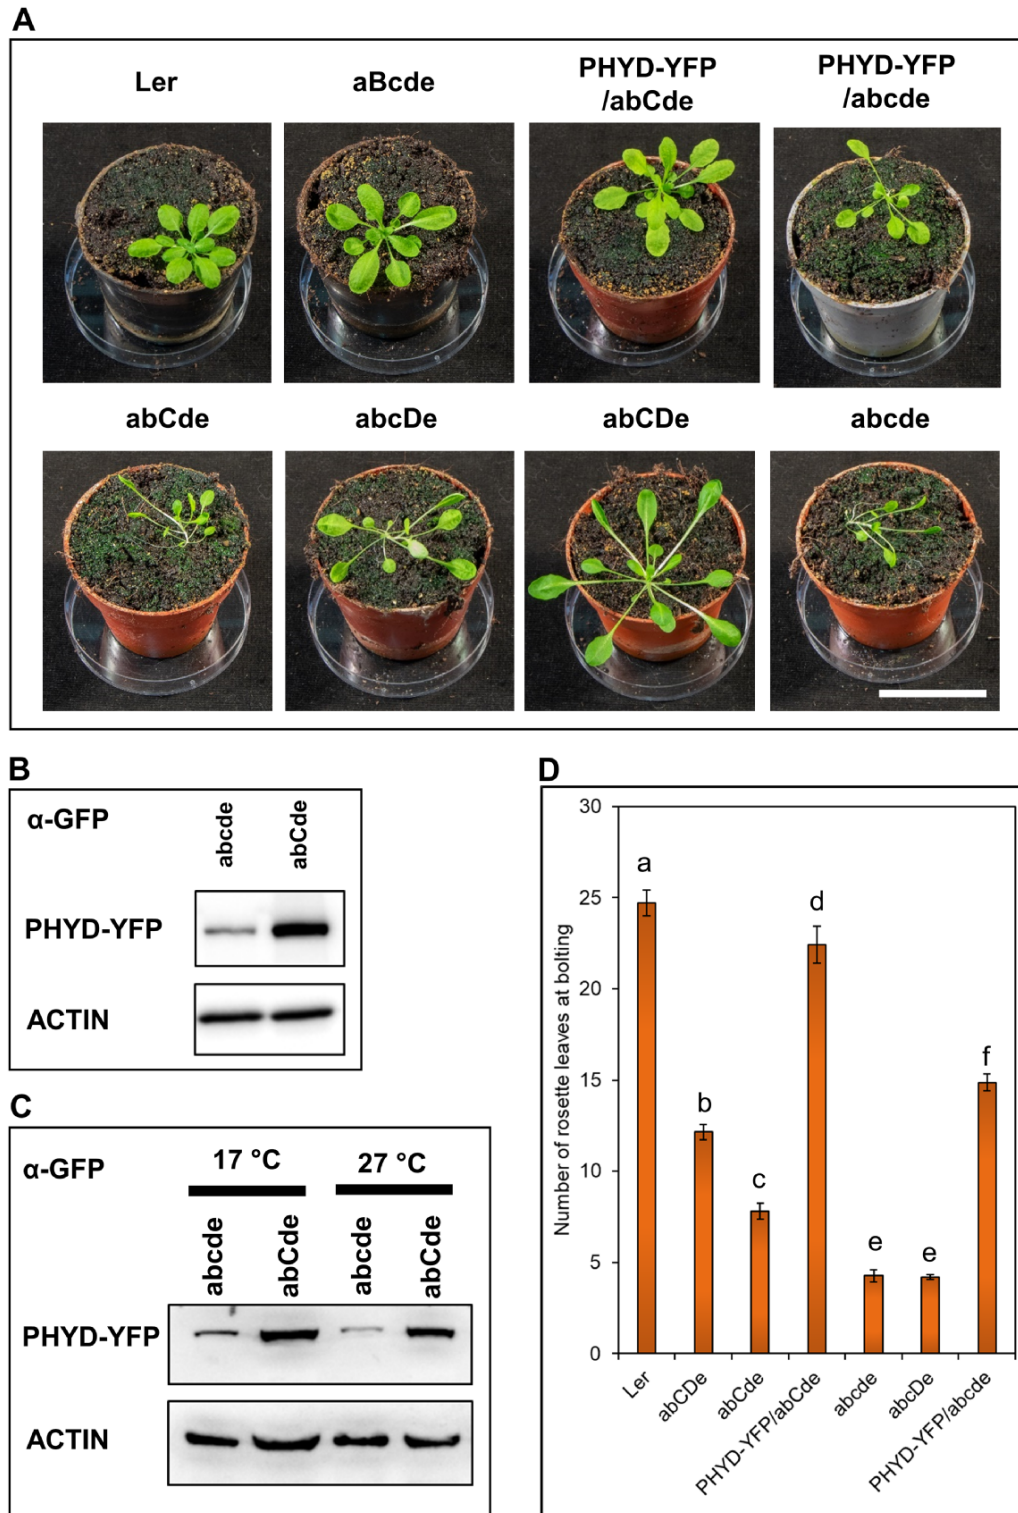 A
Ler
aBcde
PHYD-YFP
/abCde
PHYD-YFP
/abcde
abCde
abcDe
abCDe
abcde
B
α-GFP
abcde
abCde
PHYD-YFP
ACTIN
C
α-GFP
17 °C
27 °C
abcde
abCde
abcde
abCde
PHYD-YFP
ACTIN
D
Number of rosette leaves at bolting
30
25
20
15
10
5
0
a
b
c
d
e
e
f
Ler
abCDe
abCde
PHYD-YFP/abCde
abcde
abcDe
PHYD-YFP/abcde